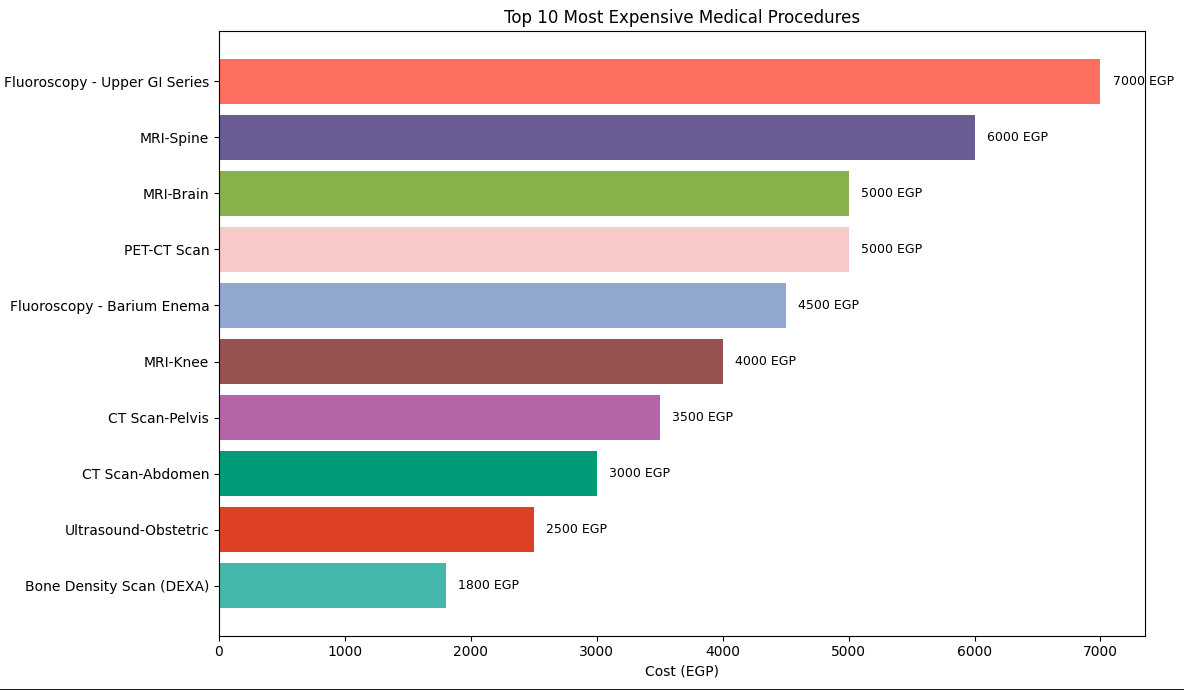 Top 10 Most Expensive Medical Procedures
Fluoroscopy - Upper GI Series 7000 EGP
MRI-Spine 6000 EGP
MRI-Brain 5000 EGP
PET-CT Scan 5000 EGP
Fluoroscopy - Barium Enema 4500 EGP
MRI-Knee 4000 EGP
CT Scan-Pelvis 3500 EGP
CT Scan-Abdomen 3000 EGP
Ultrasound-Obstetric 2500 EGP
Bone Density Scan (DEXA) 1800 EGP
0 1000 2000 3000 4000 5000 6000 7000
Cost (EGP)